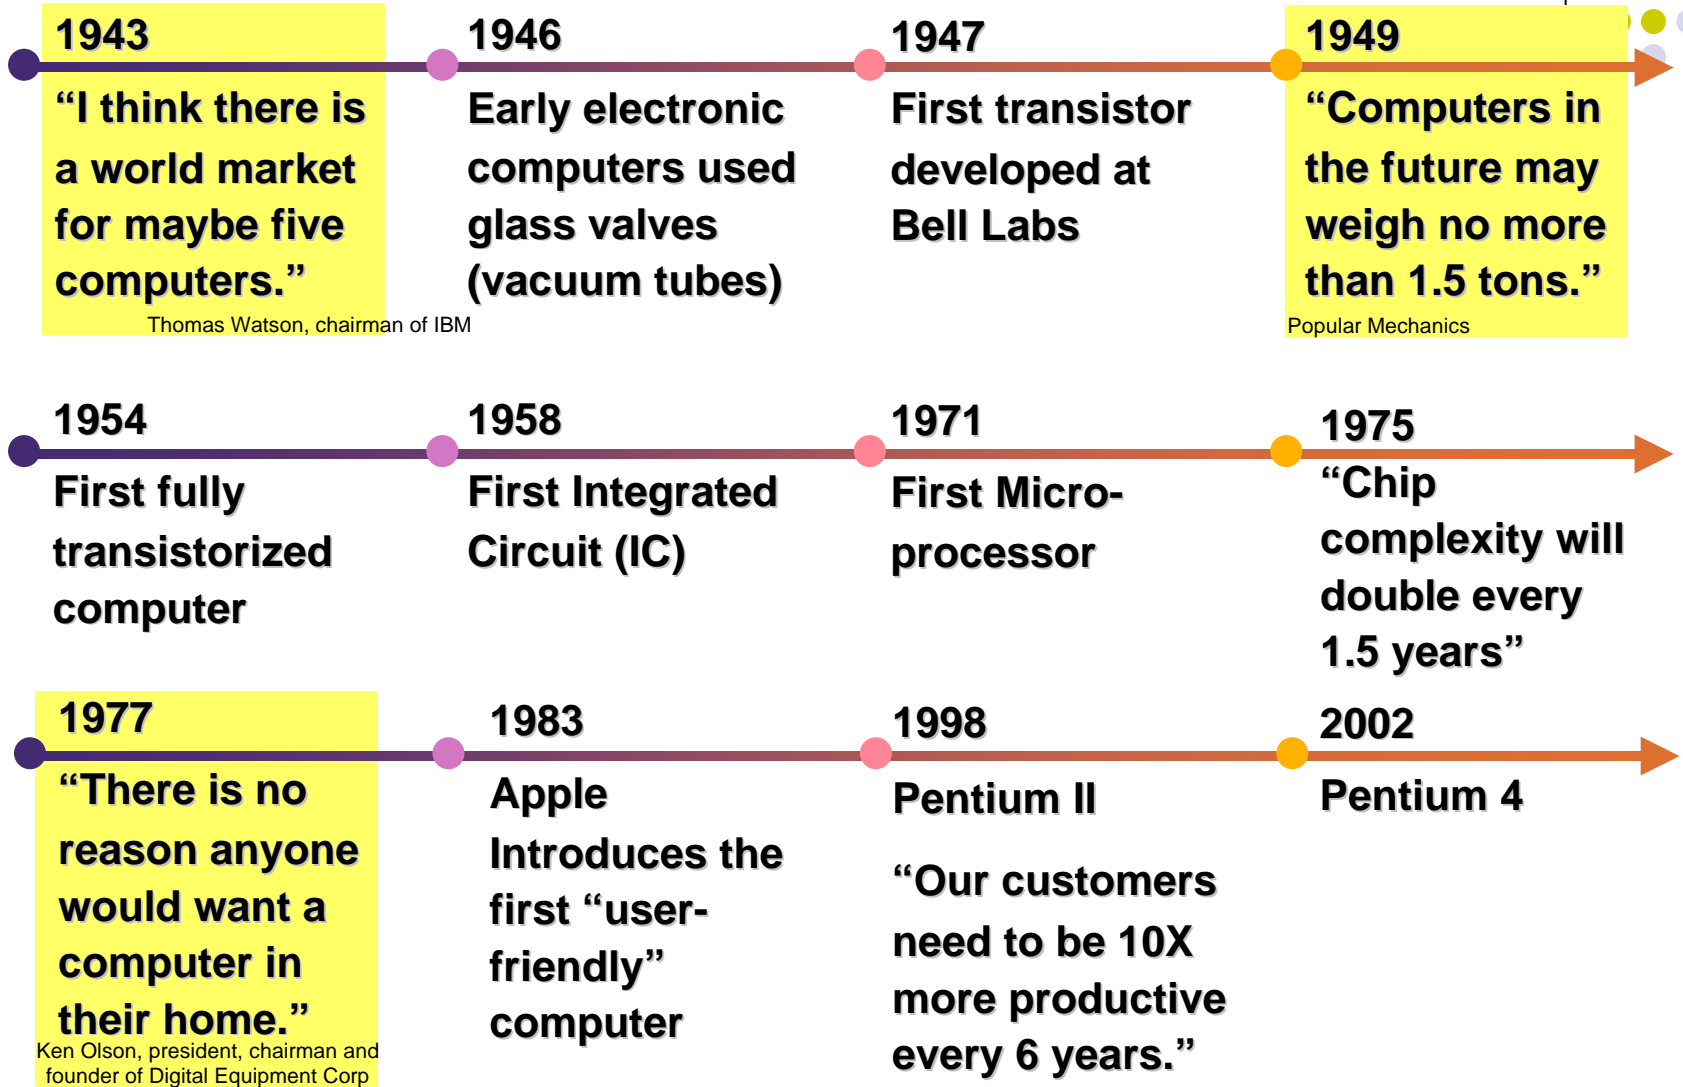 1943
“I think there is
a world market
for maybe five
computers.”
Thomas Watson, chairman of IBM
1946
Early electronic
computers used
glass valves
(vacuum tubes)
1947
First transistor
developed at
Bell Labs
1949
“Computers in
the future may
weigh no more
than 1.5 tons.”
Popular Mechanics
1954
First fully
transistorized
computer
1958
First Integrated
Circuit (IC)
1971
First Micro-
processor
1975
“Chip
complexity will
double every
1.5 years”
1977
“There is no
reason anyone
would want a
computer in
their home.”
Ken Olson, president, chairman and
founder of Digital Equipment Corp
1983
Apple
Introduces the
first “user-
friendly”
computer
1998
Pentium II
“Our customers
need to be 10X
more productive
every 6 years.”
2002
Pentium 4